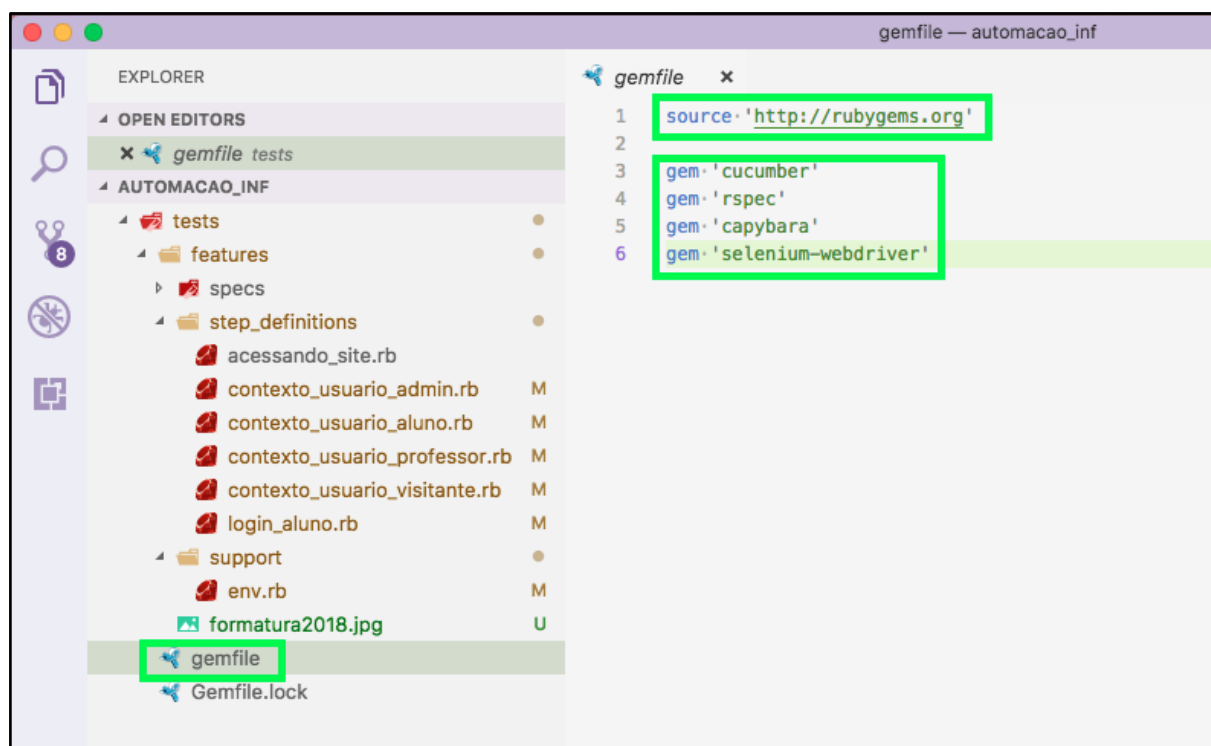 gemfile — automacao_inf
EXPLORER
OPEN EDITORS
gemfile tests
AUTOMACAO_INF
tests
features
specs
step_definitions
acessando_site.rb
contexto_usuario_admin.rb M
contexto_usuario_aluno.rb M
contexto_usuario_professor.rb M
contexto_usuario_visitante.rb M
login_aluno.rb M
support
env.rb M
formatura2018.jpg U
gemfile
Gemfile.lock
8
gemfile
1 source 'http://rubygems.org'
2
3 gem 'cucumber'
4 gem 'rspec'
5 gem 'capybara'
6 gem 'selenium-webdriver'